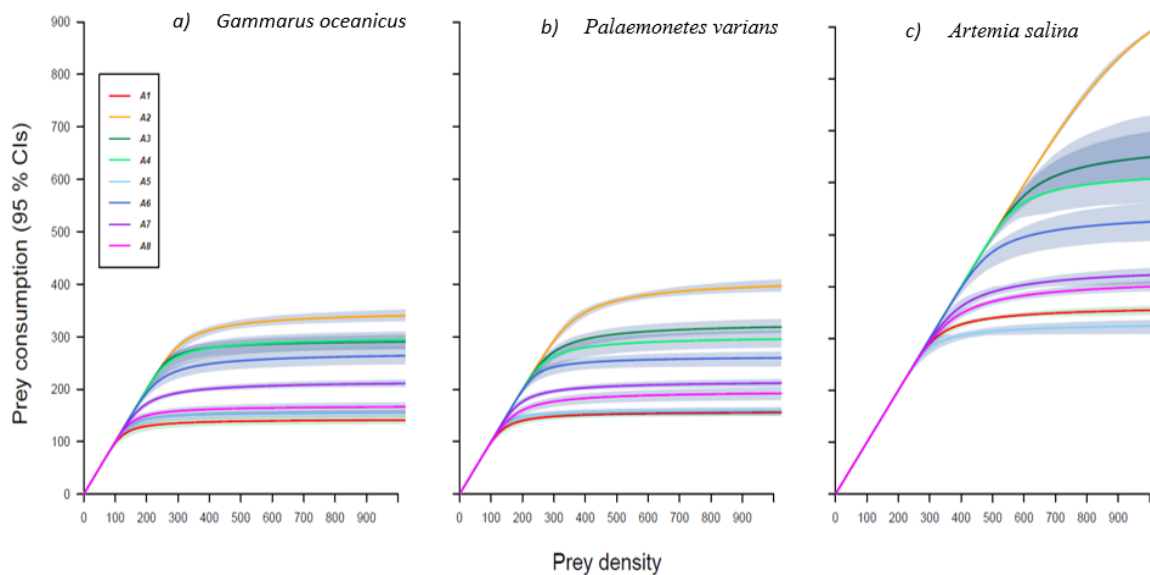 a) Gammarus oceanicus
b) Palaemonetes varians
c) Artemia salina
Prey consumption (95 % CIs)
900
800
700
600
500
400
300
200
100
0
A1
A2
A3
A4
A5
A6
A7
A8
0 100 200 300 400 500 600 700 800 900
0 100 200 300 400 500 600 700 800 900
0 100 200 300 400 500 600 700 800 900
Prey density